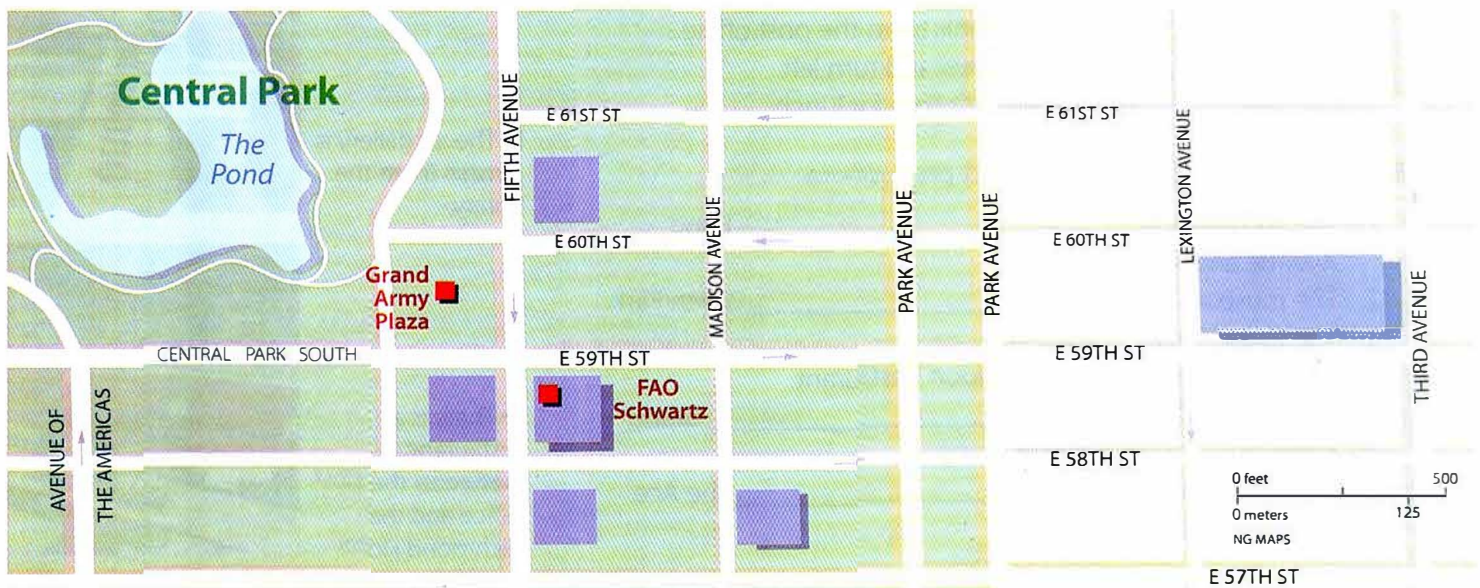 Central Park
The
Pond
E 61ST ST
E 61ST ST
FIFTH AVENUE
MADISON AVENUE
PARK AVENUE
PARK AVENUE
LEXINGTON AVENUE
THIRD AVENUE
E 60TH ST
E 60TH ST
Grand
Army
Plaza
CENTRAL PARK SOUTH
E 59TH ST
E 59TH ST
FAO
Schwartz
AVENUE OF
THE AMERICAS
E 58TH ST
0 feet 500
0 meters 125
NG MAPS
E 57TH ST